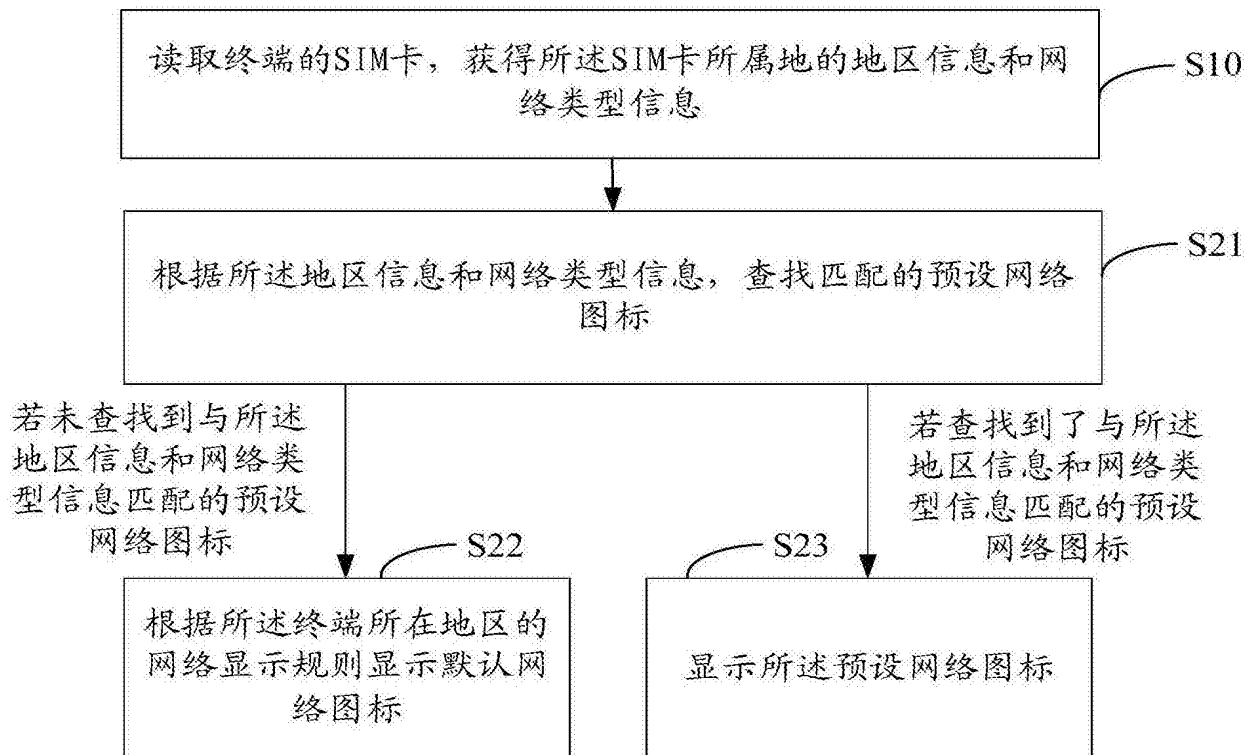 读取终端的SIM卡，获得所述SIM卡所属地的地区信息和网
络类型信息
S10
根据所述地区信息和网络类型信息，查找匹配的预设网络
图标
S21
若未查找到与所述
地区信息和网络类
型信息匹配的预设
网络图标
若查找到了与所述
地区信息和网络类
型信息匹配的预设
网络图标
S22
根据所述终端所在地区的
网络显示规则显示默认网
络图标
S23
显示所述预设网络图标